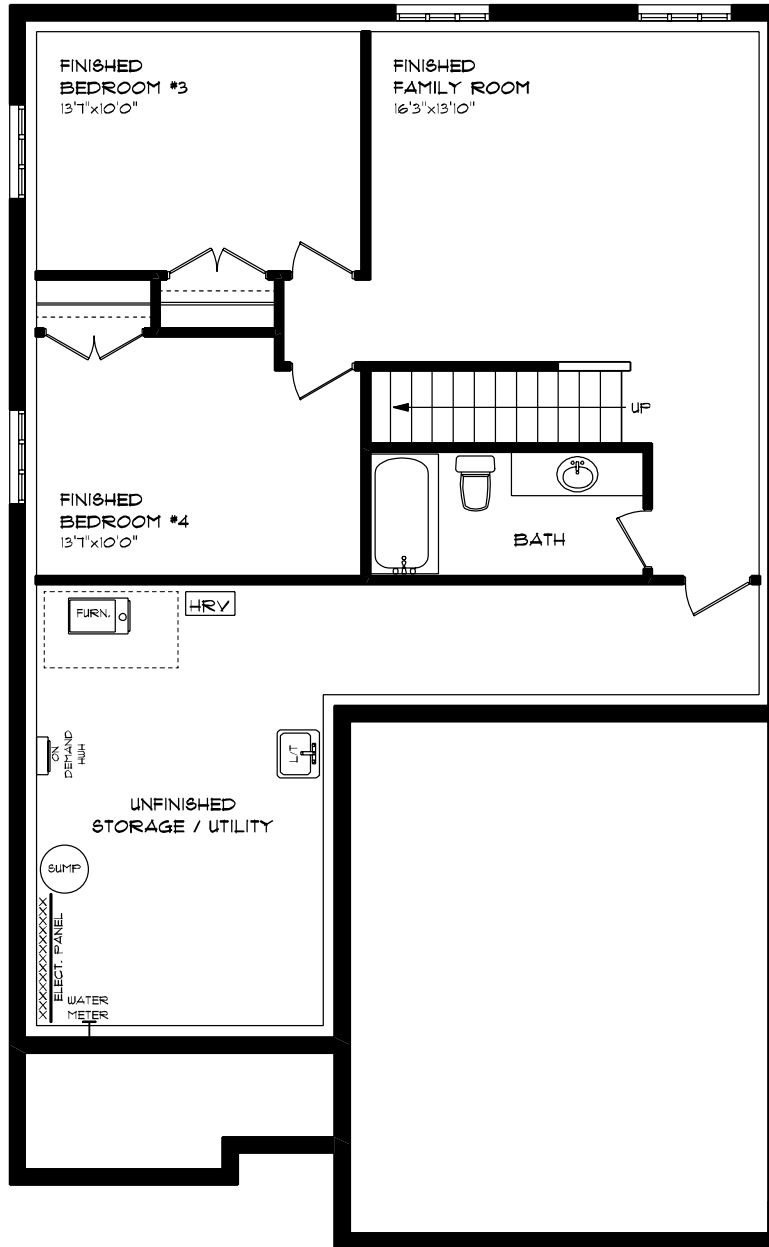 FINISHED
BEDROOM #3
13'7"x10'0"
FINISHED
FAMILY ROOM
16'3"x13'10"
UP
FINISHED
BEDROOM #4
13'7"x10'0"
BATH
FURN.
HRV
ON
DEMAND
HWH
L/T
UNFINISHED
STORAGE / UTILITY
SUMP
XXXXXXXXXXXXXX
ELECT. PANEL
WATER
METER